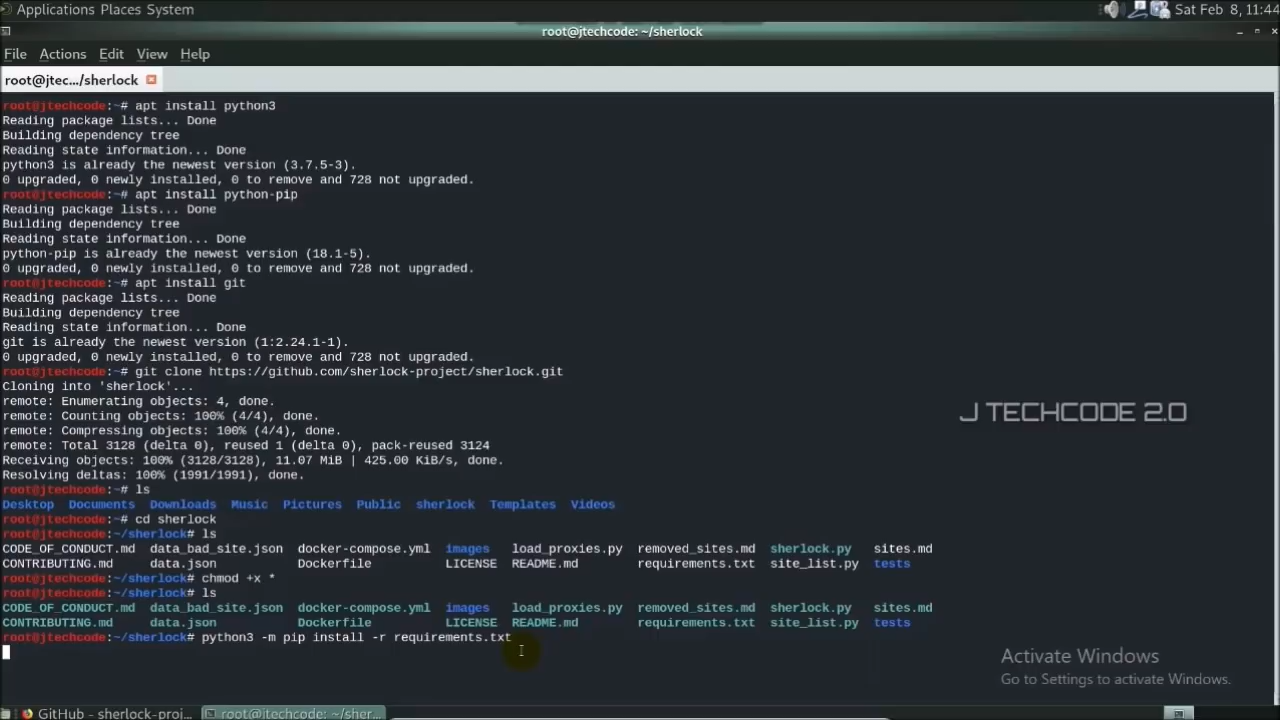 Applications Places System
Sat Feb 8, 11:44
root@jtechcode: ~/sherlock
File Actions Edit View Help
root@jtec.../sherlock
root@jtechcode:~# apt install python3
Reading package lists... Done
Building dependency tree
Reading state information... Done
python3 is already the newest version (3.7.5-3).
0 upgraded, 0 newly installed, 0 to remove and 728 not upgraded.
root@jtechcode:~# apt install python-pip
Reading package lists... Done
Building dependency tree
Reading state information... Done
python-pip is already the newest version (18.1-5).
0 upgraded, 0 newly installed, 0 to remove and 728 not upgraded.
root@jtechcode:~# apt install git
Reading package lists... Done
Building dependency tree
Reading state information... Done
git is already the newest version (1:2.24.1-1).
0 upgraded, 0 newly installed, 0 to remove and 728 not upgraded.
root@jtechcode:~# git clone https://github.com/sherlock-project/sherlock.git
Cloning into 'sherlock'...
remote: Enumerating objects: 4, done.
remote: Counting objects: 100% (4/4), done.
remote: Compressing objects: 100% (4/4), done.
remote: Total 3128 (delta 0), reused 1 (delta 0), pack-reused 3124
Receiving objects: 100% (3128/3128), 11.07 MiB | 425.00 KiB/s, done.
Resolving deltas: 100% (1991/1991), done.
root@jtechcode:~# ls
Desktop Documents Downloads Music Pictures Public sherlock Templates Videos
root@jtechcode:~# cd sherlock
root@jtechcode:~/sherlock# ls
CODE_OF_CONDUCT.md data_bad_site.json docker-compose.yml images load_proxies.py removed_sites.md sherlock.py sites.md
CONTRIBUTING.md data.json Dockerfile LICENSE README.md requirements.txt site_list.py tests
root@jtechcode:~/sherlock# chmod +x *
root@jtechcode:~/sherlock# ls
CODE_OF_CONDUCT.md data_bad_site.json docker-compose.yml images load_proxies.py removed_sites.md sherlock.py sites.md
CONTRIBUTING.md data.json Dockerfile LICENSE README.md requirements.txt site_list.py tests
root@jtechcode:~/sherlock# python3 -m pip install -r requirements.txt
J TECHCODE 2.0
Activate Windows
Go to Settings to activate Windows.
GitHub - sherlock-proj...
root@jtechcode: ~/sher...